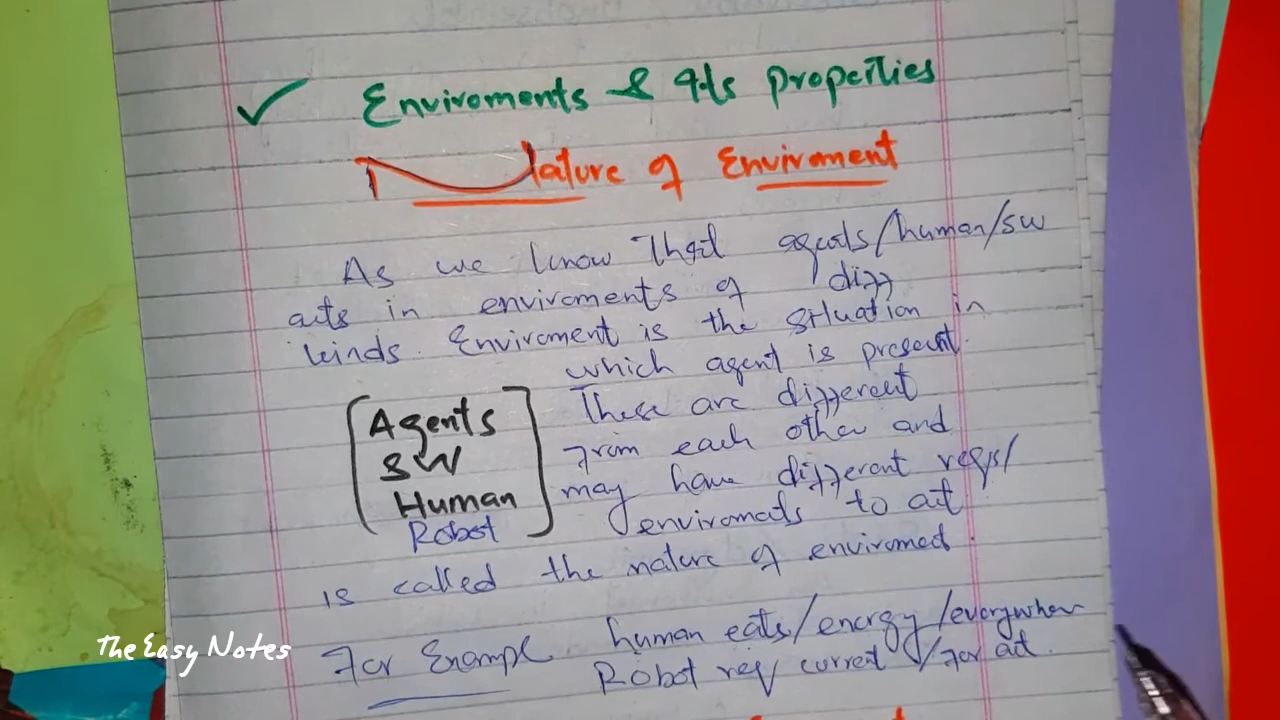 Enviroments & Its Properties
Nature of Enviroment
As we know that agents/human/sw
acts in enviroments of diff
kinds. Enviroment is the situation in
which agent is present.
These are different
from each other and
may have different reqs/
enviroments to act
[Agents
SW
Human
Robot]
is called the nature of enviroment.
For Example human eats/energy/everywhere
Robot req/ current /For act.
The Easy Notes